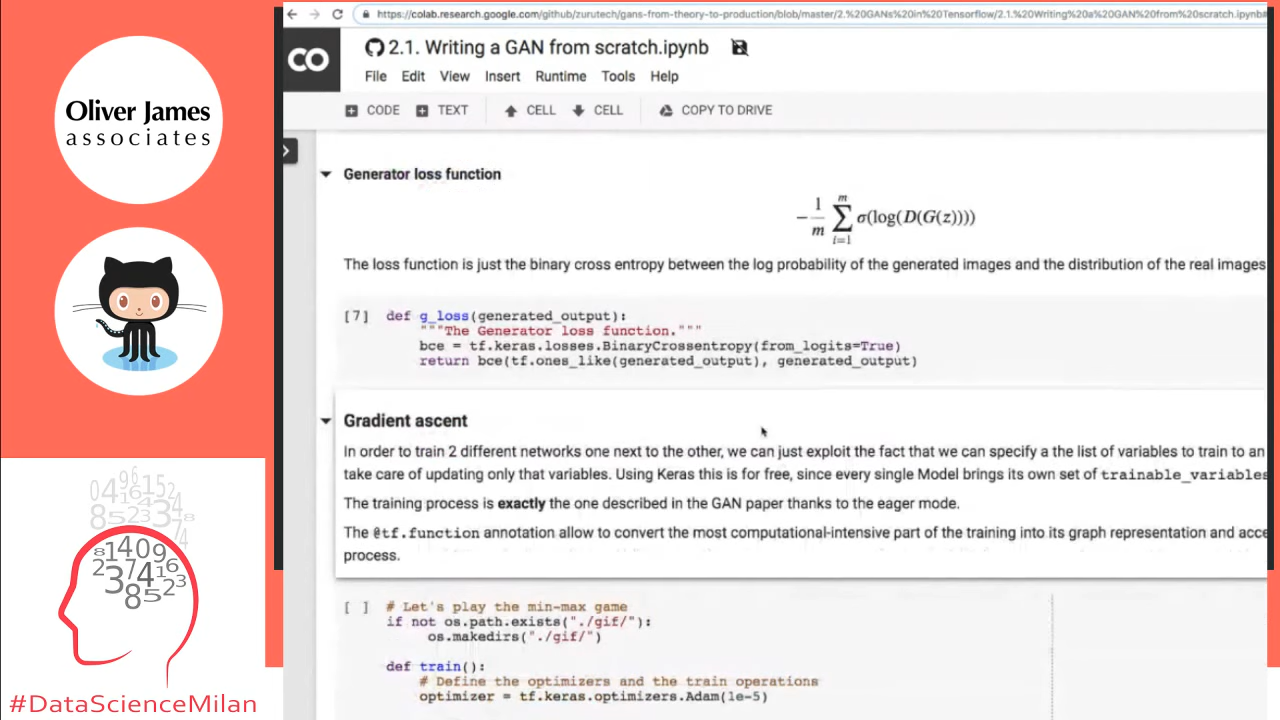 Oliver James
associates
#DataScienceMilan
https://colab.research.google.com/github/zurutech/gans-from-theory-to-production/blob/master/2.%20GANs%20in%20Tensorflow/2.1.%20Writing%20a%20GAN%20from%20scratch.ipynb#
CO
2.1. Writing a GAN from scratch.ipynb
File Edit View Insert Runtime Tools Help
CODE TEXT CELL CELL COPY TO DRIVE
Generator loss function
− 1/m ∑ i=1 m σ(log(D(G(z))))
The loss function is just the binary cross entropy between the log probability of the generated images and the distribution of the real images
[7] def g_loss(generated_output):
"""The Generator loss function."""
bce = tf.keras.losses.BinaryCrossentropy(from_logits=True)
return bce(tf.ones_like(generated_output), generated_output)
Gradient ascent
In order to train 2 different networks one next to the other, we can just exploit the fact that we can specify a the list of variables to train to an
take care of updating only that variables. Using Keras this is for free, since every single Model brings its own set of trainable_variables
The training process is exactly the one described in the GAN paper thanks to the eager mode.
The @tf.function annotation allow to convert the most computational-intensive part of the training into its graph representation and acce
process.
[ ] # Let's play the min-max game
if not os.path.exists("./gif/"):
os.makedirs("./gif/")
def train():
# Define the optimizers and the train operations
optimizer = tf.keras.optimizers.Adam(1e-5)